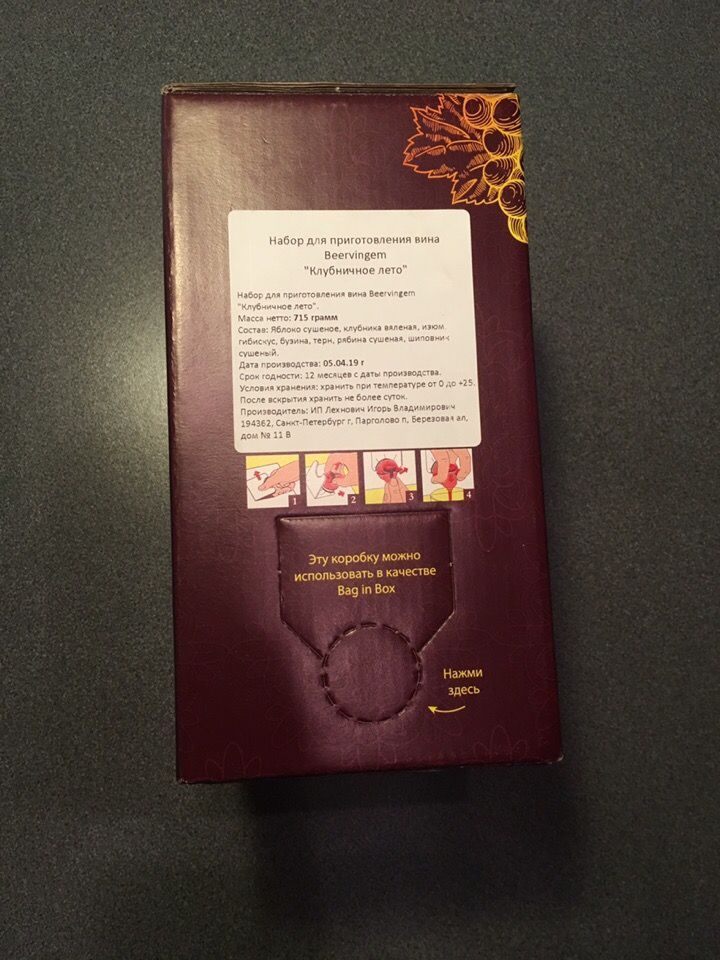 Набор для приготовления вина
Beervingem
"Клубничное лето"
Набор для приготовления вина Beervingem
"Клубничное лето".
Масса нетто: 715 грамм
Состав: Яблоко сушеное, клубника вяленая, изюм
гибискус, бузина, терн, рябина сушеная, шиповник
сушеный.
Дата производства: 05.04.19 г
Срок годности: 12 месяцев с даты производства.
Условия хранения: хранить при температуре от 0 до +25.
После вскрытия хранить не более суток.
Производитель: ИП Лехнович Игорь Владимирович
194362, Санкт-Петербург г, Парголово п, Березовая ал,
дом № 11 В
1 2 3 4
Эту коробку можно
использовать в качестве
Bag in Box
Нажми
здесь